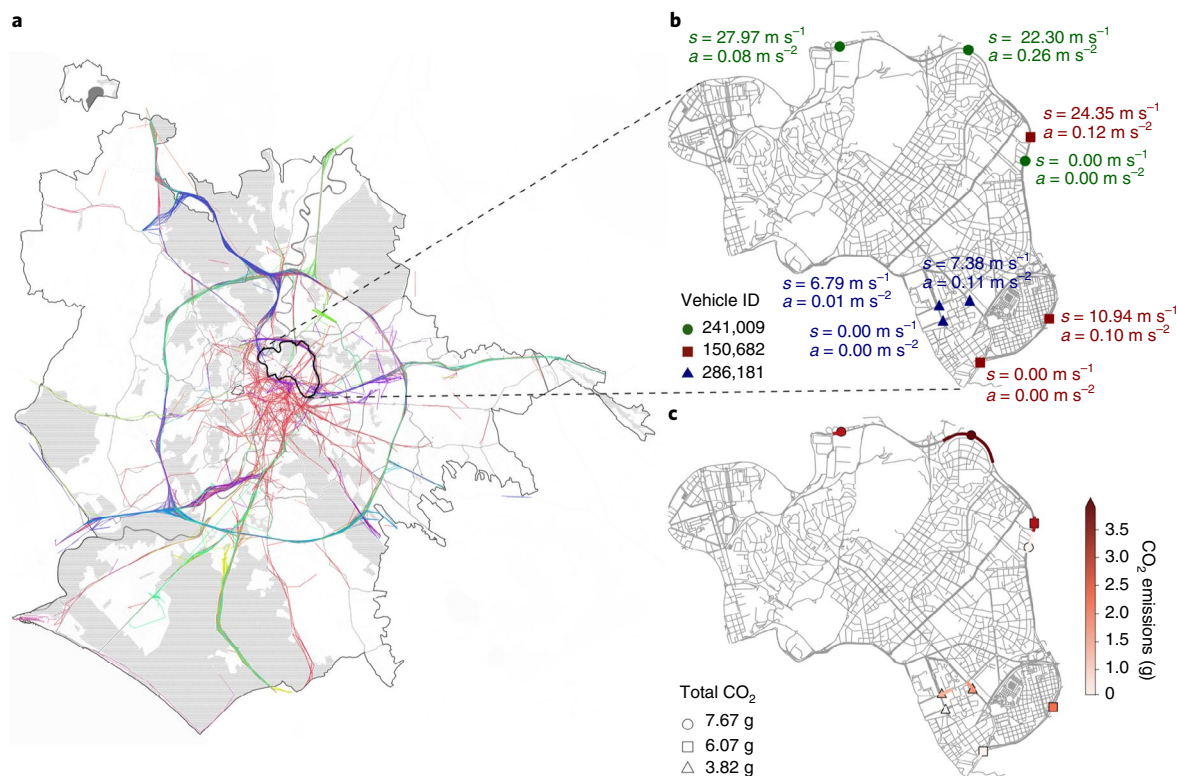 a
b
s = 27.97 m s⁻¹
a = 0.08 m s⁻²
s = 22.30 m s⁻¹
a = 0.26 m s⁻²
s = 24.35 m s⁻¹
a = 0.12 m s⁻²
s = 0.00 m s⁻¹
a = 0.00 m s⁻²
s = 7.38 m s⁻¹
a = 0.11 m s⁻²
s = 6.79 m s⁻¹
a = 0.01 m s⁻²
s = 0.00 m s⁻¹
a = 0.00 m s⁻²
s = 10.94 m s⁻¹
a = 0.10 m s⁻²
s = 0.00 m s⁻¹
a = 0.00 m s⁻²
Vehicle ID
241,009
150,682
286,181
c
3.5
3.0
2.5
2.0
1.5
1.0
0
CO₂ emissions (g)
Total CO₂
7.67 g
6.07 g
3.82 g